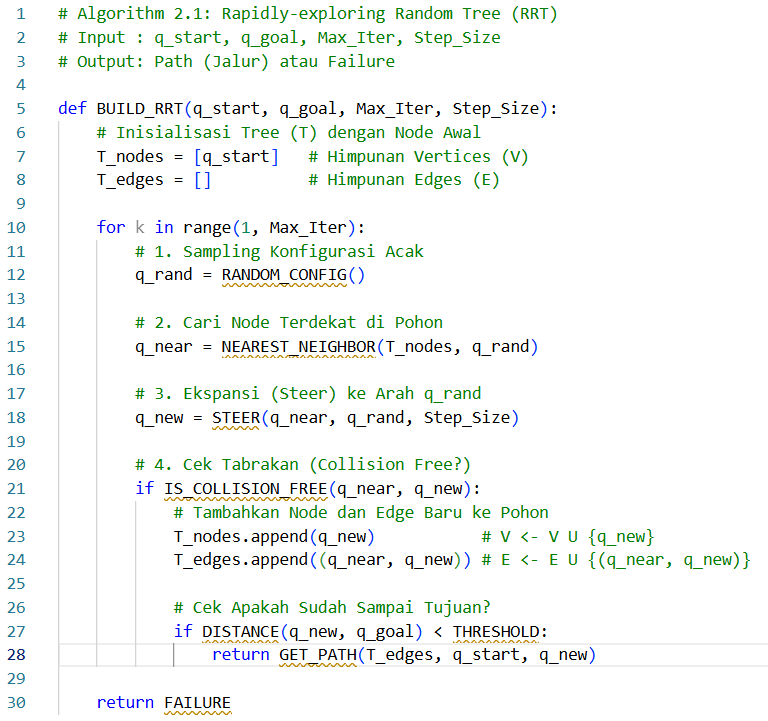 1 # Algorithm 2.1: Rapidly-exploring Random Tree (RRT)
2 # Input : q_start, q_goal, Max_Iter, Step_Size
3 # Output: Path (Jalur) atau Failure
4
5 def BUILD_RRT(q_start, q_goal, Max_Iter, Step_Size):
6     # Inisialisasi Tree (T) dengan Node Awal
7     T_nodes = [q_start]   # Himpunan Vertices (V)
8     T_edges = []          # Himpunan Edges (E)
9
10     for k in range(1, Max_Iter):
11         # 1. Sampling Konfigurasi Acak
12         q_rand = RANDOM_CONFIG()
13
14         # 2. Cari Node Terdekat di Pohon
15         q_near = NEAREST_NEIGHBOR(T_nodes, q_rand)
16
17         # 3. Ekspansi (Steer) ke Arah q_rand
18         q_new = STEER(q_near, q_rand, Step_Size)
19
20         # 4. Cek Tabrakan (Collision Free?)
21         if IS_COLLISION_FREE(q_near, q_new):
22             # Tambahkan Node dan Edge Baru ke Pohon
23             T_nodes.append(q_new)           # V <- V U {q_new}
24             T_edges.append((q_near, q_new)) # E <- E U {(q_near, q_new)}
25
26             # Cek Apakah Sudah Sampai Tujuan?
27             if DISTANCE(q_new, q_goal) < THRESHOLD:
28                 return GET_PATH(T_edges, q_start, q_new)
29
30     return FAILURE